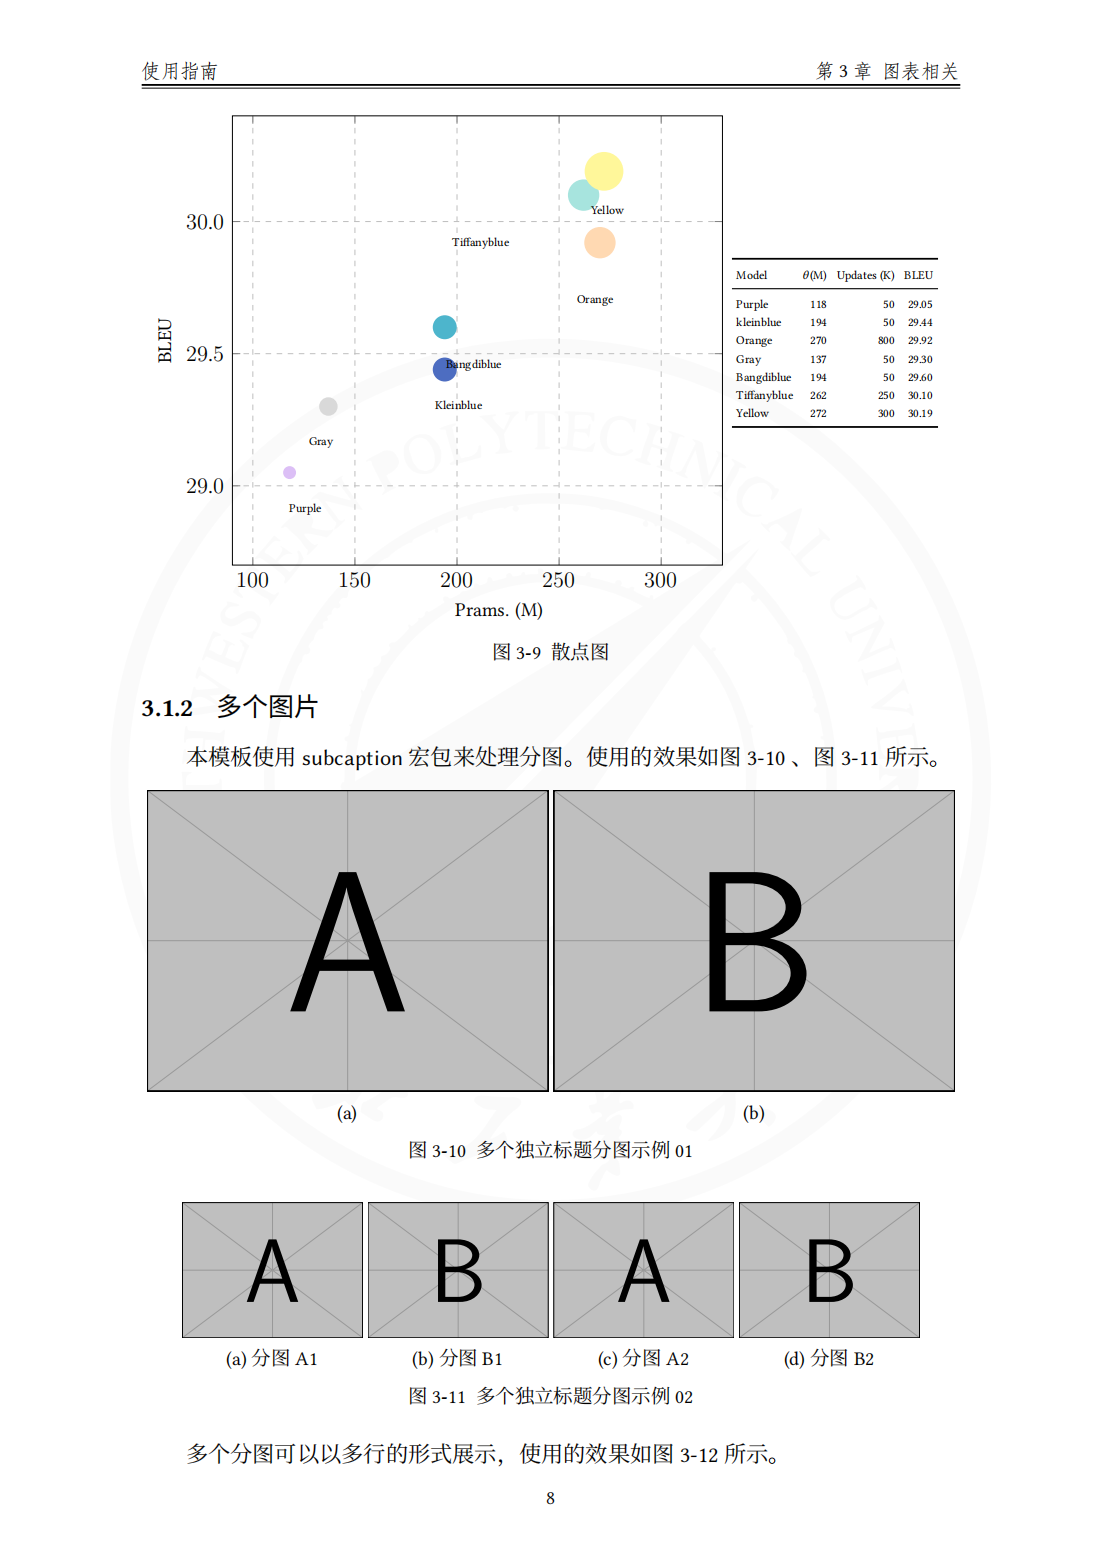 使用指南
第 3 章 图表相关
30.0
29.5
29.0
BLEU
Yellow
Tiffanyblue
Orange
Bangdiblue
Kleinblue
Gray
Purple
100 150 200 250 300
Prams. (M)
Model θ(M) Updates (K) BLEU
Purple 118 50 29.05
kleinblue 194 50 29.44
Orange 270 800 29.92
Gray 137 50 29.30
Bangdiblue 194 50 29.60
Tiffanyblue 262 250 30.10
Yellow 272 300 30.19
图 3-9 散点图
3.1.2 多个图片
本模板使用 subcaption 宏包来处理分图。使用的效果如图 3-10 、图 3-11 所示。
A B
(a) (b)
图 3-10 多个独立标题分图示例 01
A B A B
(a) 分图 A1 (b) 分图 B1 (c) 分图 A2 (d) 分图 B2
图 3-11 多个独立标题分图示例 02
多个分图可以以多行的形式展示，使用的效果如图 3-12 所示。
8